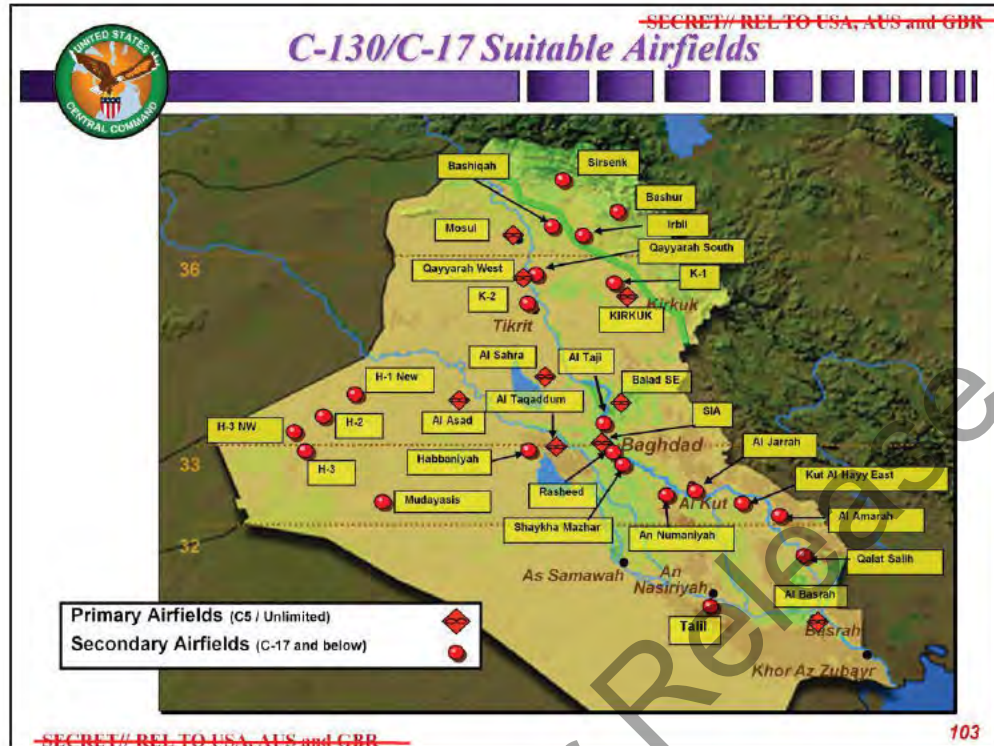 SECRET// REL TO USA, AUS and GBR
C-130/C-17 Suitable Airfields
UNITED STATES
CENTRAL COMMAND
Bashiqah
Sirsenk
Bashur
Mosul
Irbil
Qayyarah South
36
Qayyarah West
K-1
K-2
Kirkuk
KIRKUK
Tikrit
Al Sahra
Al Taji
H-1 New
Balad SE
Al Taqaddum
SIA
H-2
Al Asad
H-3 NW
Baghdad
Al Jarrah
33
H-3
Habbaniyah
Kut Al Hayy East
Rasheed
Mudayasis
Al Kut
Al Amarah
Shaykha Mazhar
An Numaniyah
32
Qalat Salih
As Samawah
An
Nasiriyah
Al Basrah
Primary Airfields (C5 / Unlimited)
Talil
Basrah
Secondary Airfields (C-17 and below)
Khor Az Zubayr
Release
SECRET// REL TO USA, AUS and GBR
103